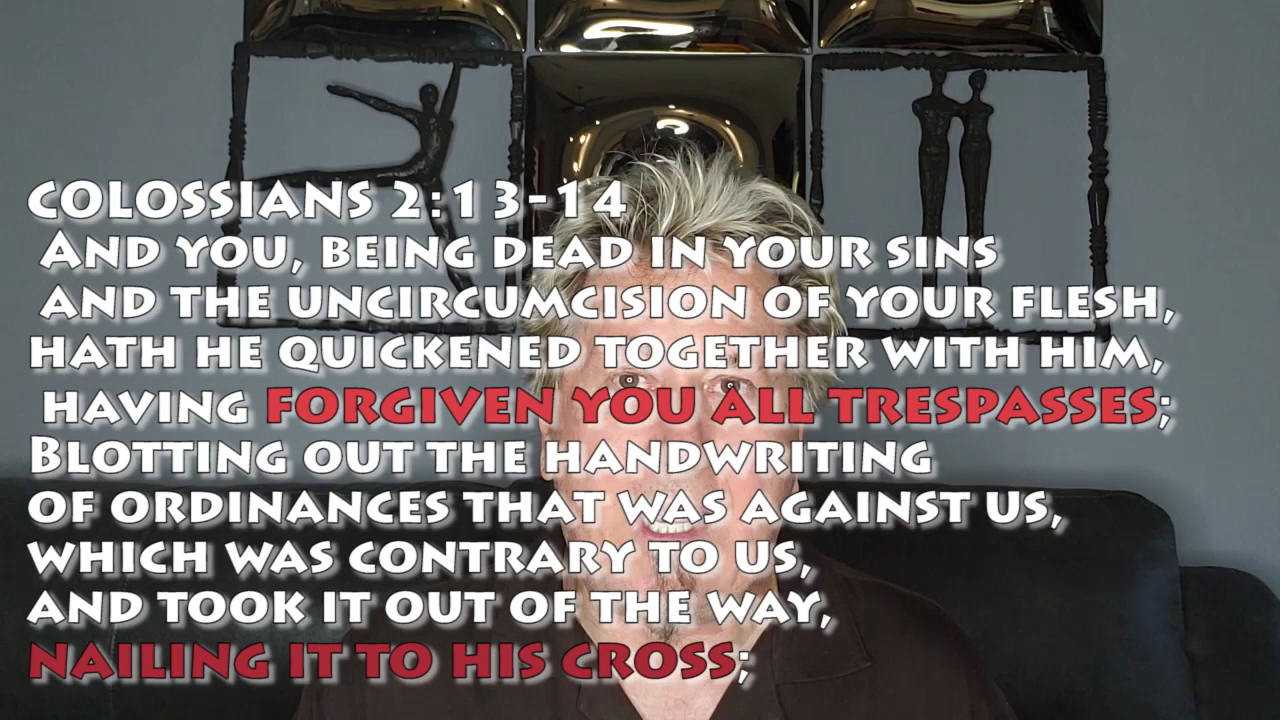 COLOSSIANS 2:13-14
AND YOU, BEING DEAD IN YOUR SINS
AND THE UNCIRCUMCISION OF YOUR FLESH,
HATH HE QUICKENED TOGETHER WITH HIM,
HAVING FORGIVEN YOU ALL TRESPASSES;
BLOTTING OUT THE HANDWRITING
OF ORDINANCES THAT WAS AGAINST US,
WHICH WAS CONTRARY TO US,
AND TOOK IT OUT OF THE WAY,
NAILING IT TO HIS CROSS;